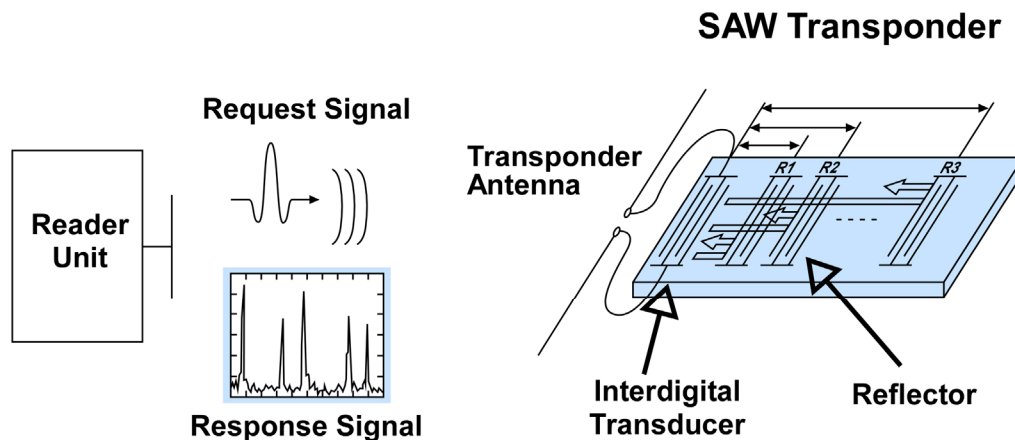 SAW Transponder
Request Signal
Transponder
Antenna
R1
R2
R3
Reader
Unit
Interdigital
Transducer
Reflector
Response Signal